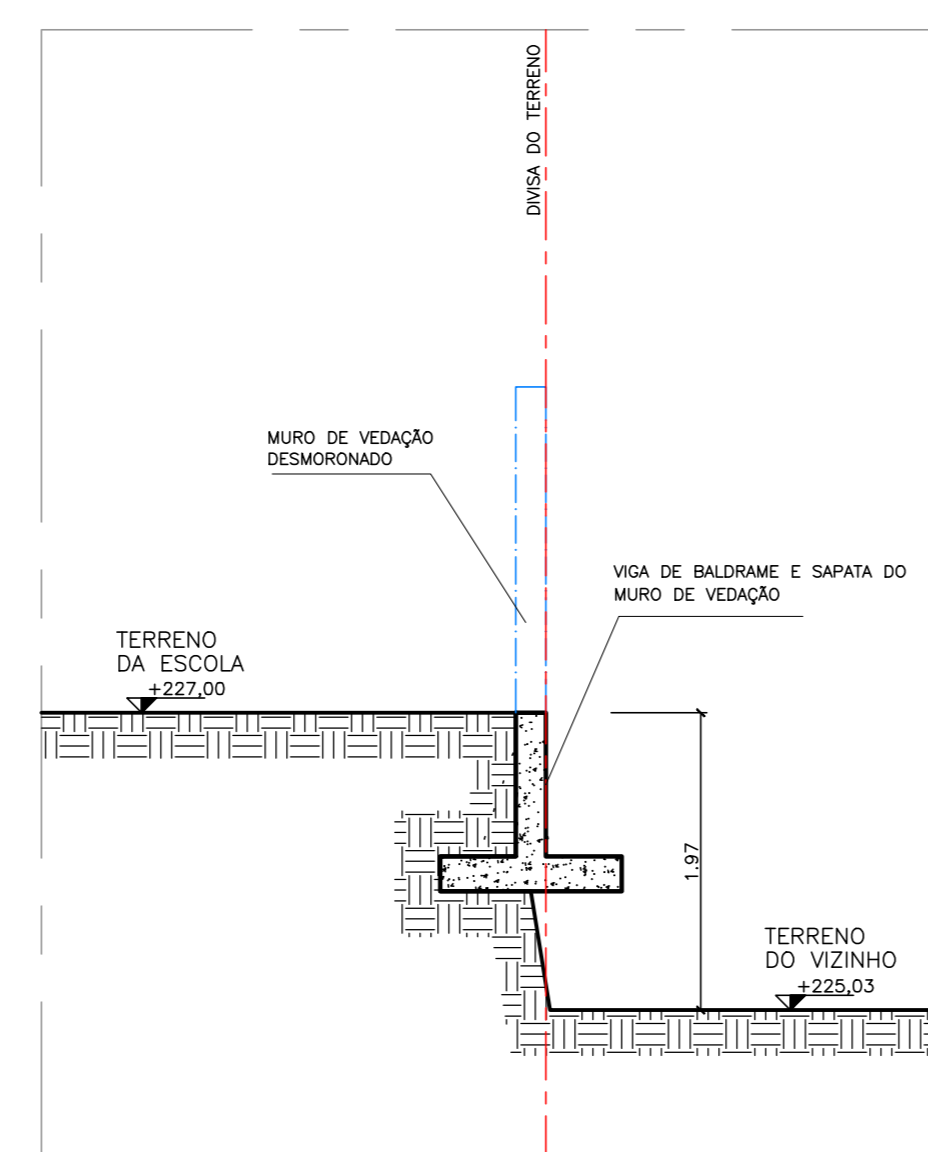 DIVISA DO TERRENO
MURO DE VEDAÇÃO
DESMORONADO
VIGA DE BALDRAME E SAPATA DO
MURO DE VEDAÇÃO
TERRENO
DA ESCOLA
+227,00
1.97
TERRENO
DO VIZINHO
+225,03